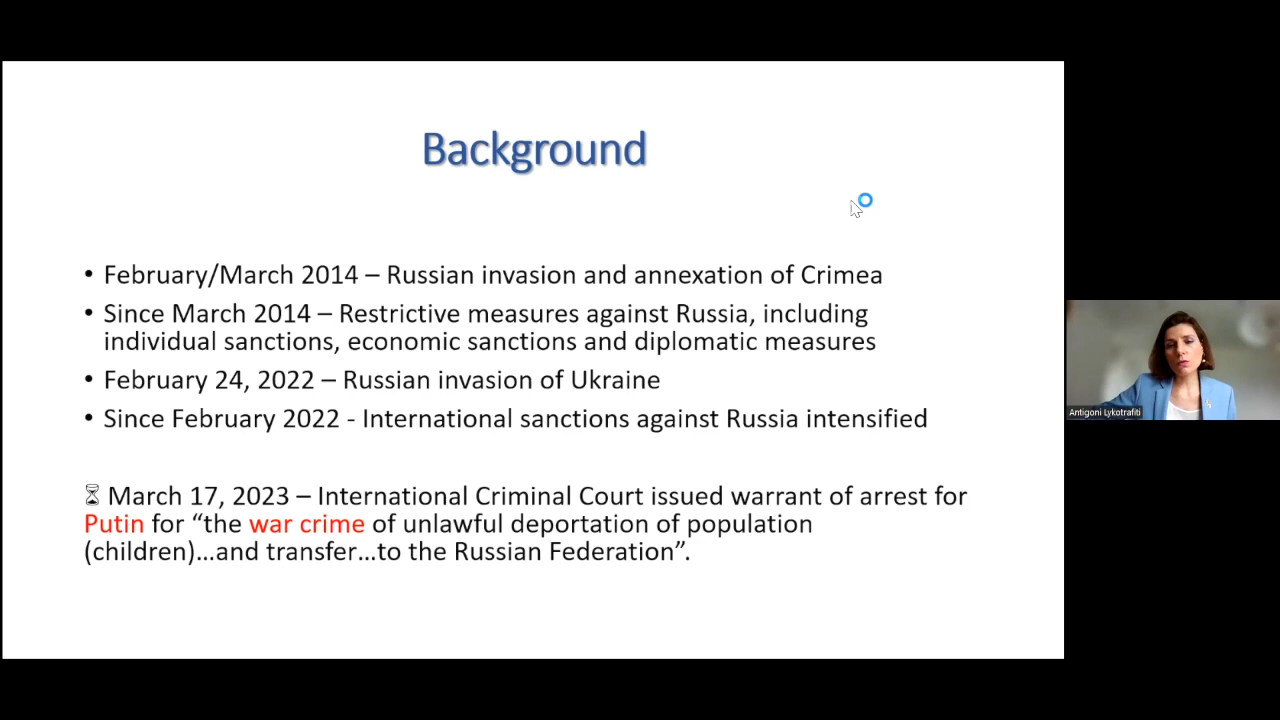 Background
• February/March 2014 – Russian invasion and annexation of Crimea
• Since March 2014 – Restrictive measures against Russia, including
individual sanctions, economic sanctions and diplomatic measures
• February 24, 2022 – Russian invasion of Ukraine
• Since February 2022 - International sanctions against Russia intensified
⏳ March 17, 2023 – International Criminal Court issued warrant of arrest for
Putin for “the war crime of unlawful deportation of population
(children)…and transfer…to the Russian Federation”.
Antigoni Lykotrafiti